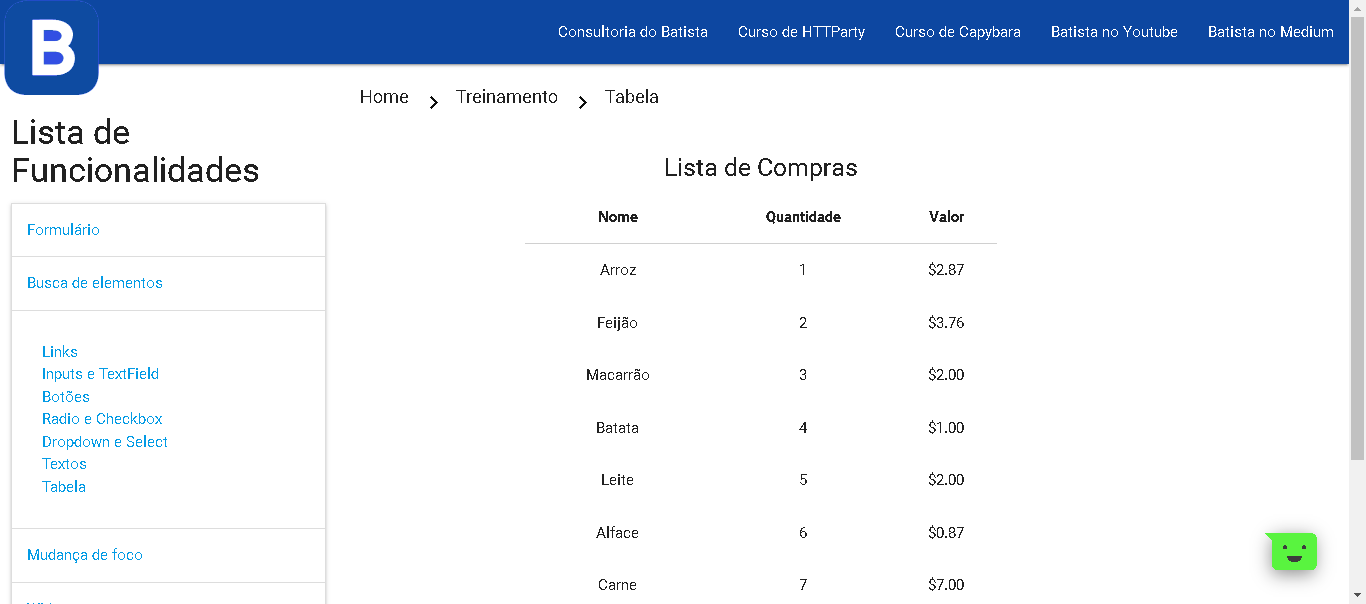 B
Consultoria do Batista Curso de HTTParty Curso de Capybara Batista no Youtube Batista no Medium
Home Treinamento Tabela
Lista de
Funcionalidades
Formulário
Busca de elementos
Links
Inputs e TextField
Botões
Radio e Checkbox
Dropdown e Select
Textos
Tabela
Mudança de foco
Lista de Compras
Nome Quantidade Valor
Arroz 1 $2.87
Feijão 2 $3.76
Macarrão 3 $2.00
Batata 4 $1.00
Leite 5 $2.00
Alface 6 $0.87
Carne 7 $7.00